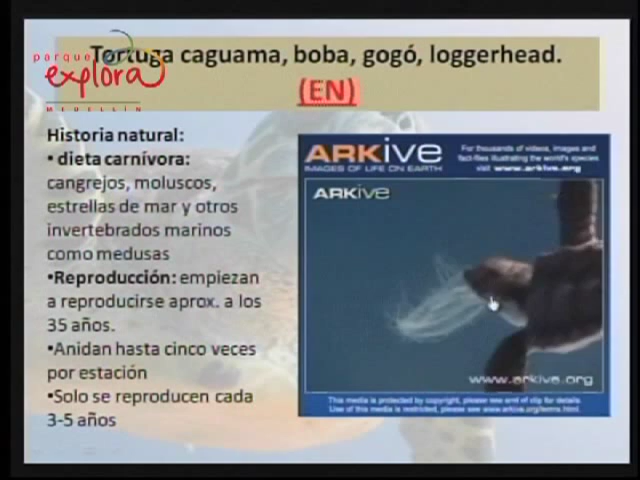 Tortuga caguama, boba, gogó, loggerhead.
(EN)
parque
explora
MEDELLÍN
Historia natural:
• dieta carnívora:
cangrejos, moluscos,
estrellas de mar y otros
invertebrados marinos
como medusas
•Reproducción: empiezan
a reproducirse aprox. a los
35 años.
•Anidan hasta cinco veces
por estación
•Solo se reproducen cada
3-5 años
ARKive
IMAGES OF LIFE ON EARTH
For thousands of videos, images and
fact-files illustrating the world's species
visit www.arkive.org
ARKive
www.arkive.org
This media is protected by copyright, please see end of clip for details.
Use of this media is restricted, please see www.arkive.org/terms.html.